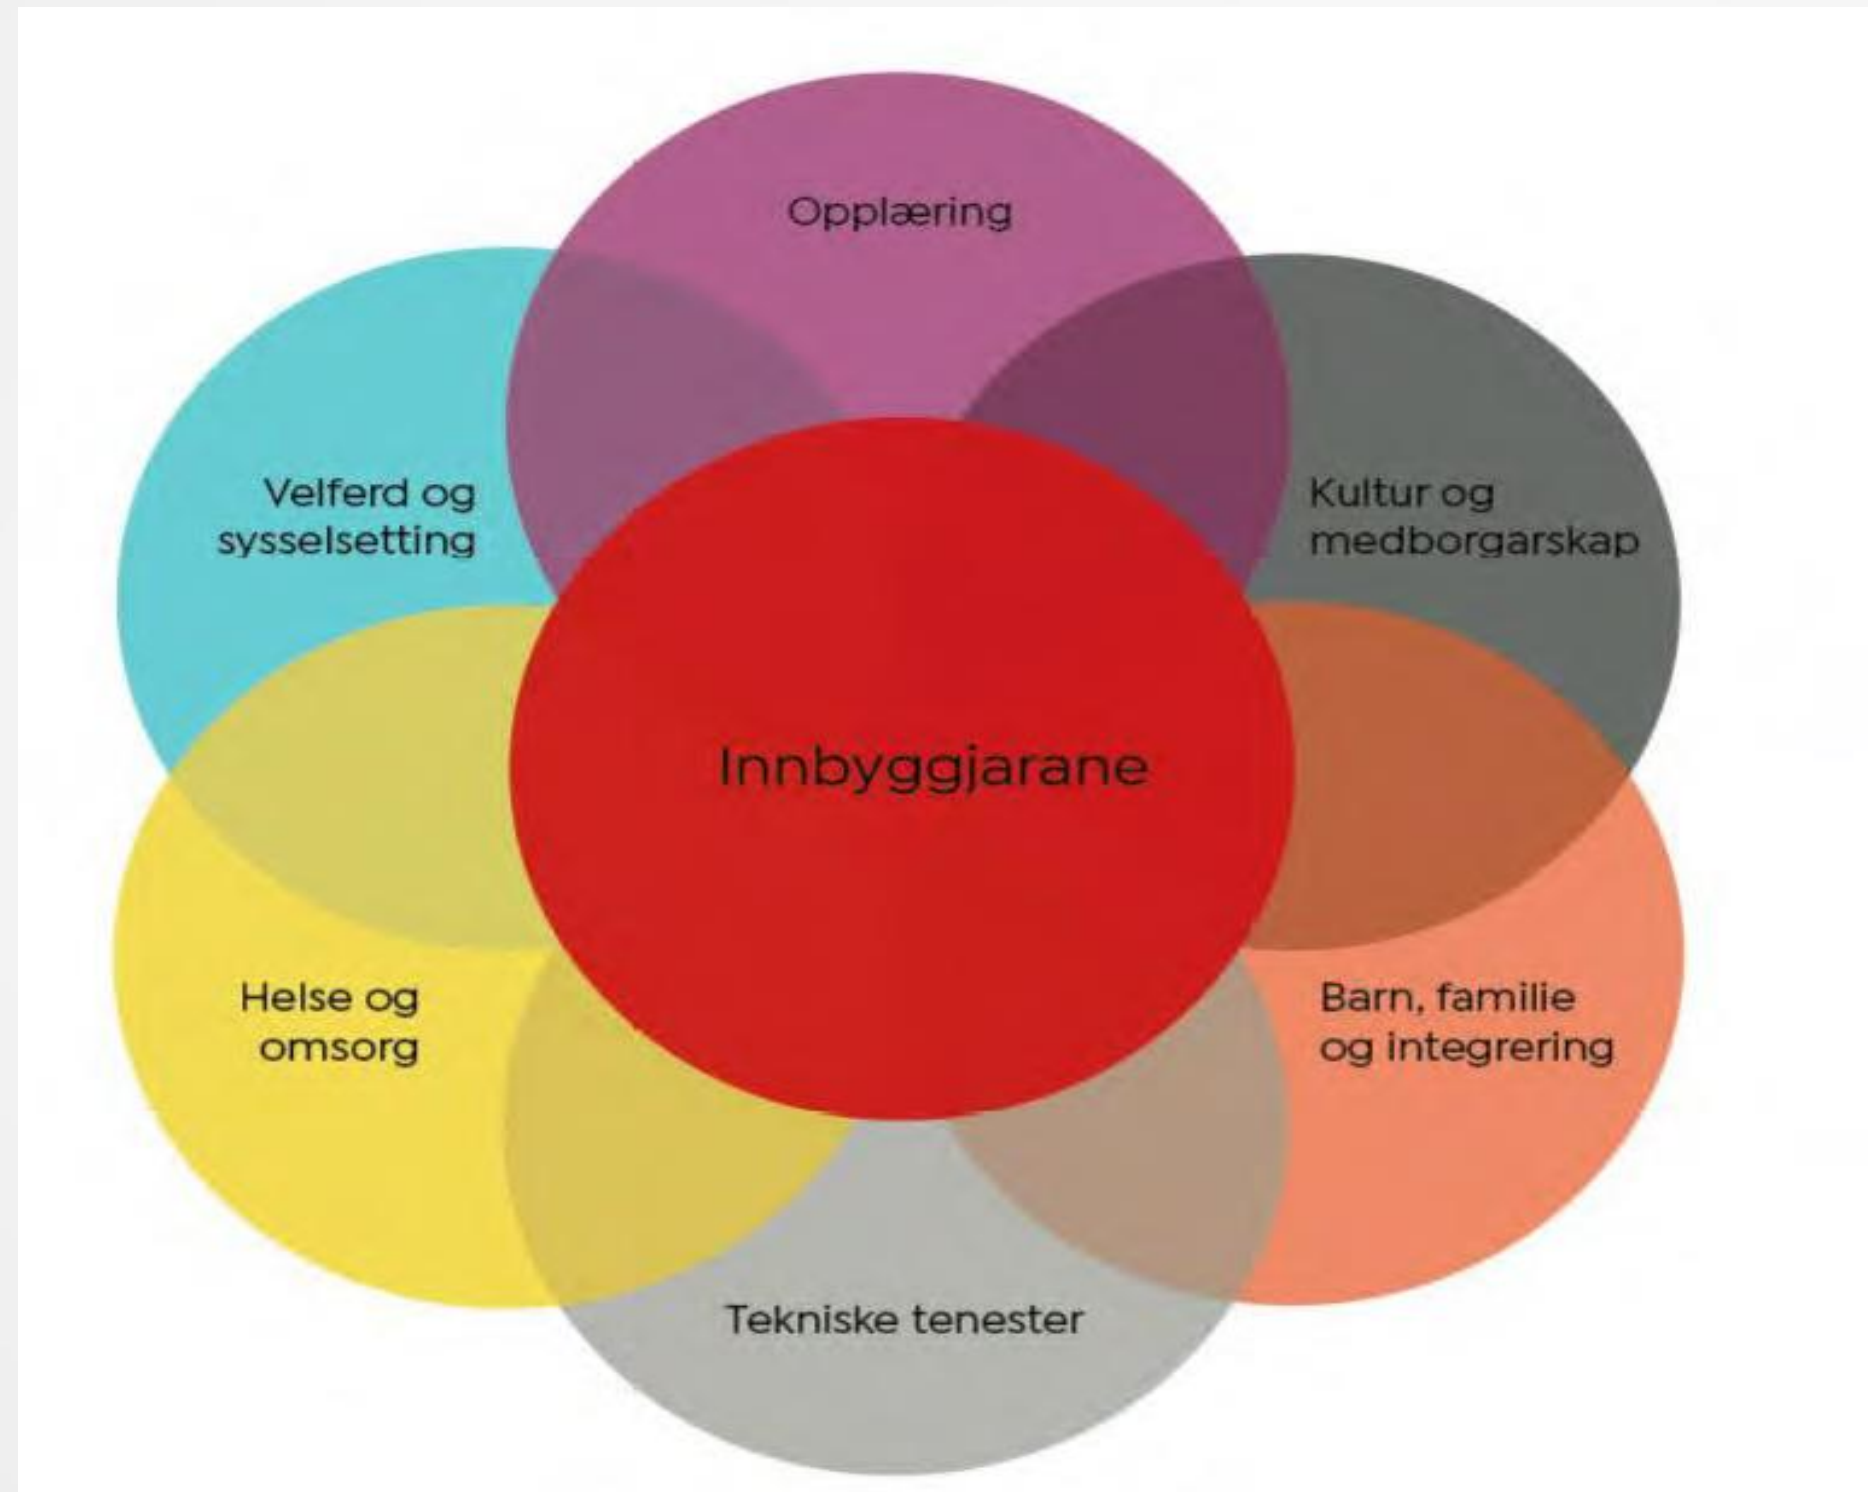 Opplæring
Velferd og
sysselsetting
Kultur og
medborgarskap
Innbyggjarane
Helse og
omsorg
Barn, familie
og integrering
Tekniske tenester